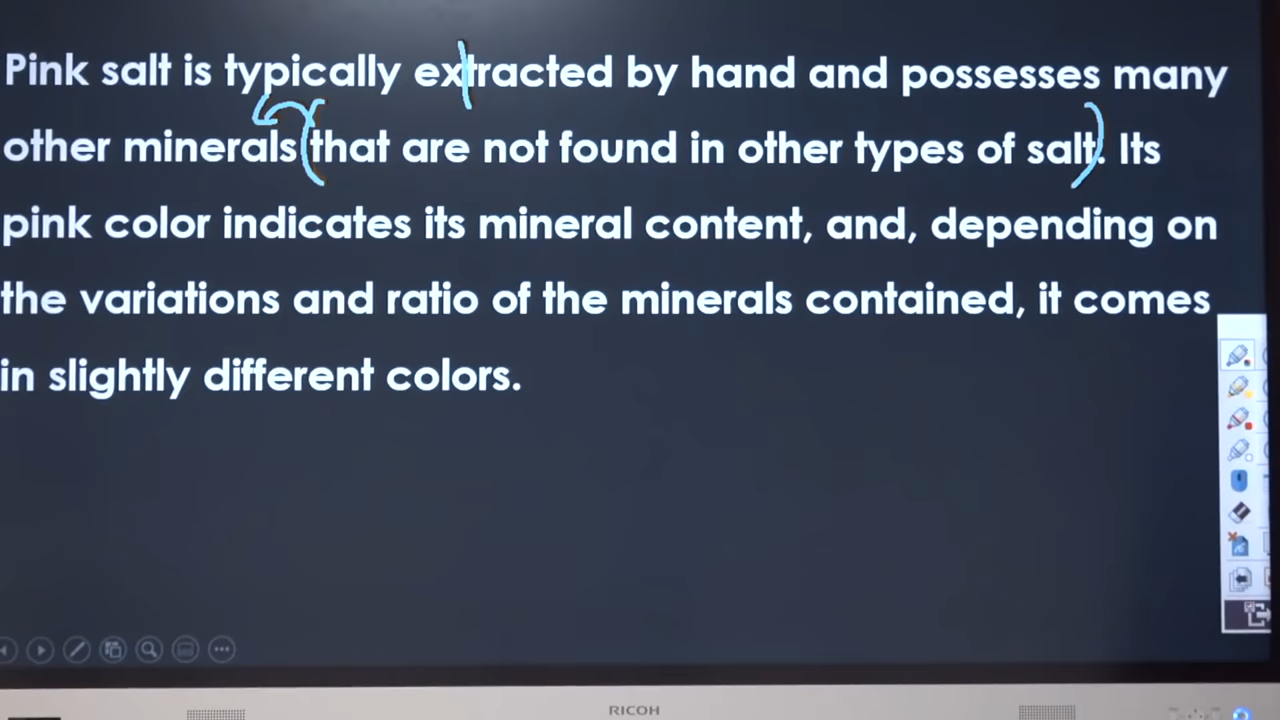 Pink salt is typically extracted by hand and possesses many
other minerals that are not found in other types of salt. Its
pink color indicates its mineral content, and, depending on
the variations and ratio of the minerals contained, it comes
in slightly different colors.
RICOH